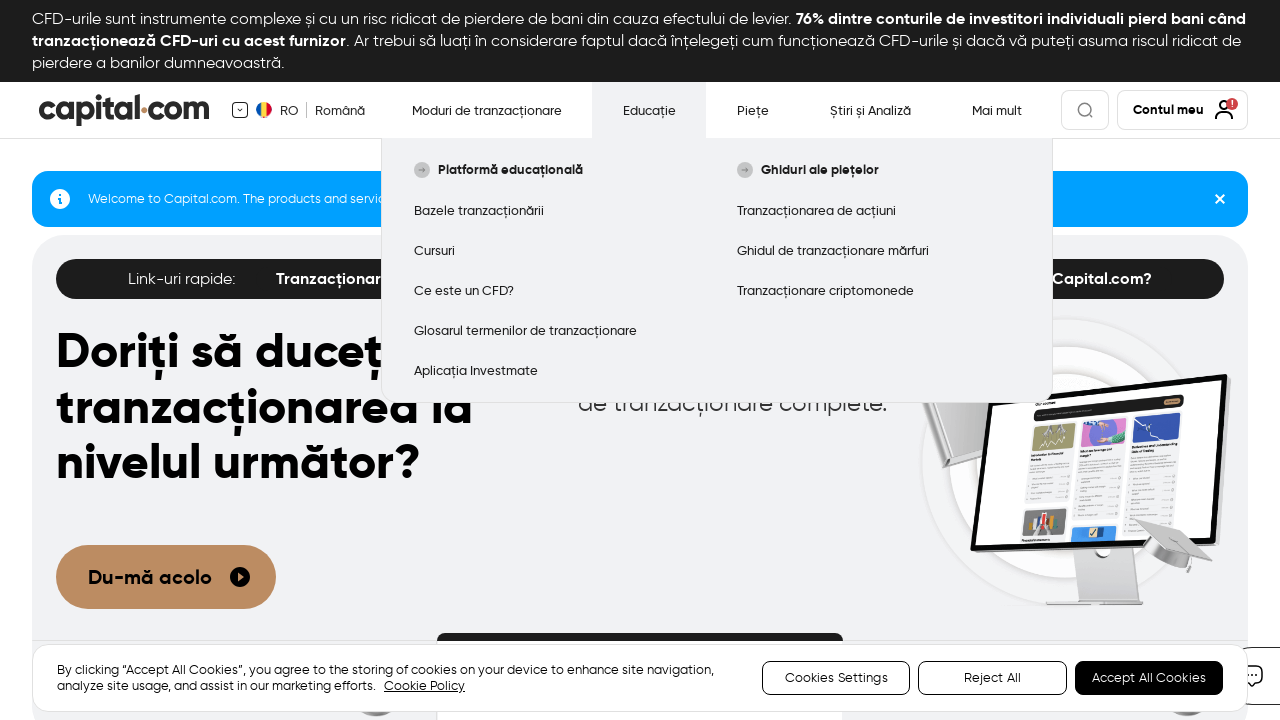 CFD-urile sunt instrumente complexe și cu un risc ridicat de pierdere de bani din cauza efectului de levier. 76% dintre conturile de investitori individuali pierd bani când
tranzacționează CFD-uri cu acest furnizor. Ar trebui să luați în considerare faptul dacă înțelegeți cum funcționează CFD-urile și dacă vă puteți asuma riscul ridicat de
pierdere a banilor dumneavoastră.
capital.com RO Română Moduri de tranzacționare Educație Piețe Știri și Analiză Mai mult Contul meu
Platformă educațională
Bazele tranzacționării
Cursuri
Ce este un CFD?
Glosarul termenilor de tranzacționare
Aplicația Investmate
Ghiduri ale piețelor
Tranzacționarea de acțiuni
Ghidul de tranzacționare mărfuri
Tranzacționare criptomonede
Welcome to Capital.com. The products and
Link-uri rapide: Capital.com?
Doriți să
tranzacționarea la
nivelul următor?
de tranzacționare complete.
Du-mă acolo
By clicking “Accept All Cookies”, you agree to the storing of cookies on your device to enhance site navigation,
analyze site usage, and assist in our marketing efforts. Cookie Policy
Cookies Settings
Reject All
Accept All Cookies